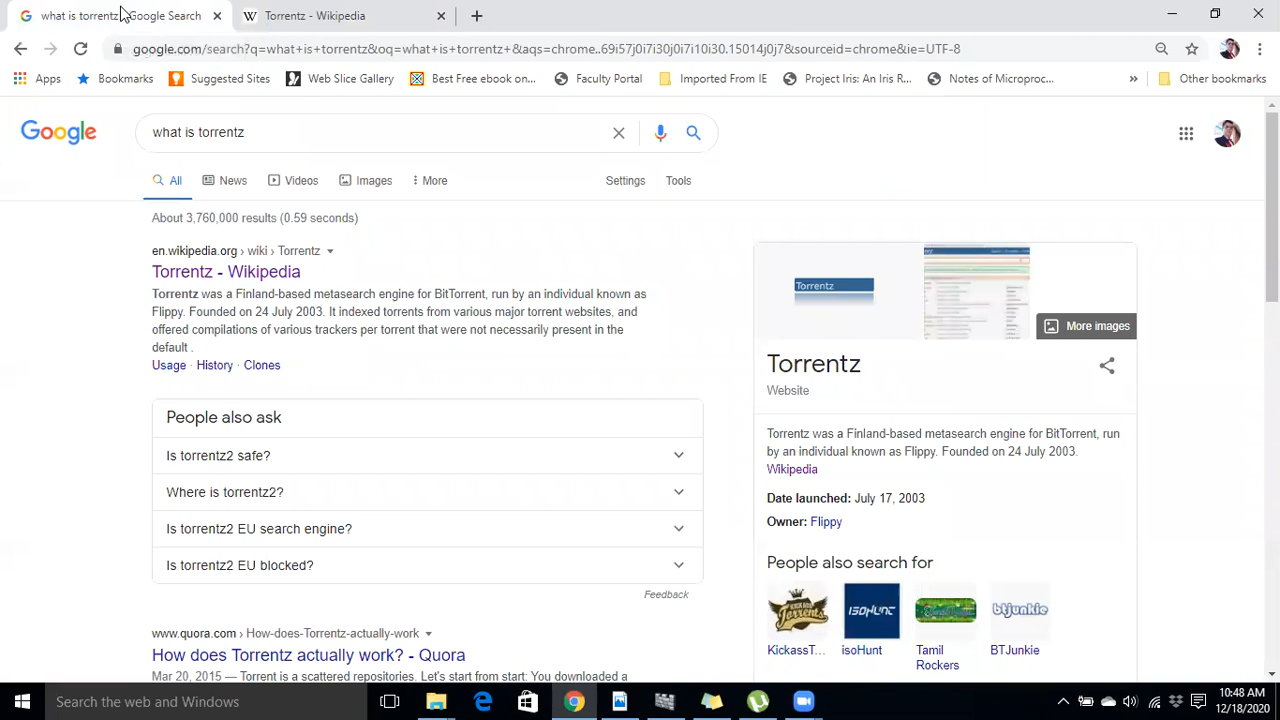 what is torrentz - Google Search
Torrentz - Wikipedia
google.com/search?q=what+is+torrentz&oq=what+is+torrentz+&aqs=chrome..69i57j0i7i30j0i7i10i30.15014j0j7&sourceid=chrome&ie=UTF-8
Apps
Bookmarks
Suggested Sites
Web Slice Gallery
Best Free ebook on...
Faculty Portal
Imported From IE
Project Iris: An Iris R...
Notes of Microproc...
»
Other bookmarks
Google
what is torrentz
All
News
Videos
Images
More
Settings
Tools
About 3,760,000 results (0.59 seconds)
en.wikipedia.org › wiki › Torrentz
Torrentz - Wikipedia
Torrentz was a Finland-based metasearch engine for BitTorrent, run by an individual known as
Flippy. Founded on 24 July 2003. It indexed torrents from various major torrent websites, and
offered compilations of various trackers per torrent that were not necessarily present in the
default .
Usage · History · Clones
People also ask
Is torrentz2 safe?
Where is torrentz2?
Is torrentz2 EU search engine?
Is torrentz2 EU blocked?
Feedback
www.quora.com › How-does-Torrentz-actually-work
How does Torrentz actually work? - Quora
Mar 20, 2015 — Torrent is a scattered repositories. Let's start from start. You downloaded a
Torrentz
More images
Torrentz
Website
Torrentz was a Finland-based metasearch engine for BitTorrent, run
by an individual known as Flippy. Founded on 24 July 2003.
Wikipedia
Date launched: July 17, 2003
Owner: Flippy
People also search for
isoHunt
btjunkie
KickassT...
isoHunt
Tamil
Rockers
BTJunkie
Search the web and Windows
10:48 AM
12/18/2020